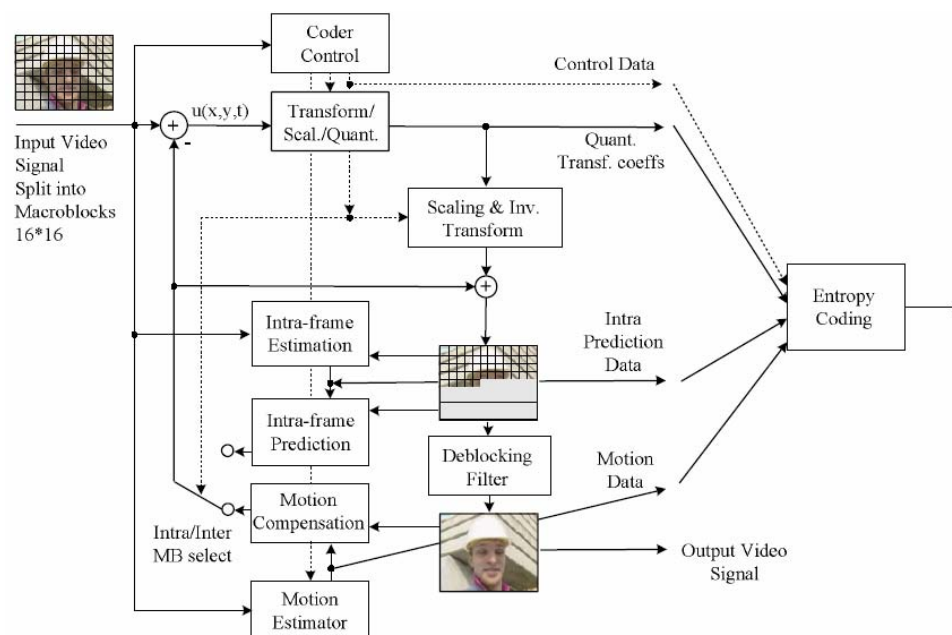 Coder
Control
Control Data
u(x,y,t)
Transform/
Scal./Quant.
+
-
Input Video
Signal
Split into
Macroblocks
16*16
Quant.
Transf. coeffs
Scaling & Inv.
Transform
+
Entropy
Coding
Intra-frame
Estimation
Intra
Prediction
Data
Intra-frame
Prediction
Deblocking
Filter
Motion
Data
Motion
Compensation
Intra/Inter
MB select
Output Video
Signal
Motion
Estimator